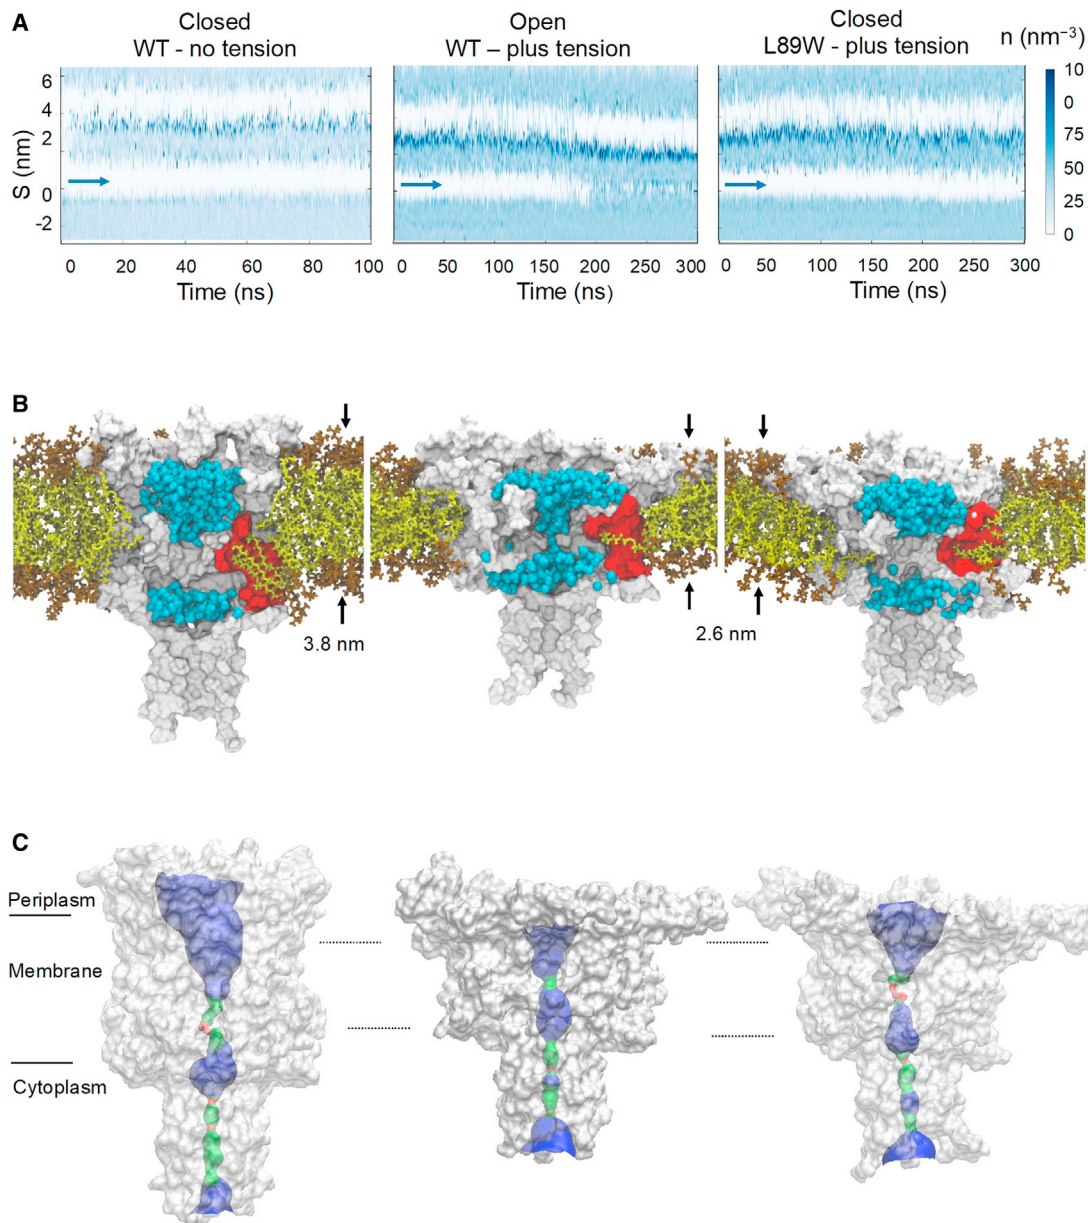 A
Closed
WT - no tension
Open
WT – plus tension
Closed
L89W - plus tension
n (nm⁻³)
S (nm)
6
4
2
0
-2
10
0
75
50
25
0
0 20 40 60 80 100
0 50 100 150 200 250 300
0 50 100 150 200 250 300
Time (ns)
Time (ns)
Time (ns)
B
3.8 nm
2.6 nm
C
Periplasm
Membrane
Cytoplasm